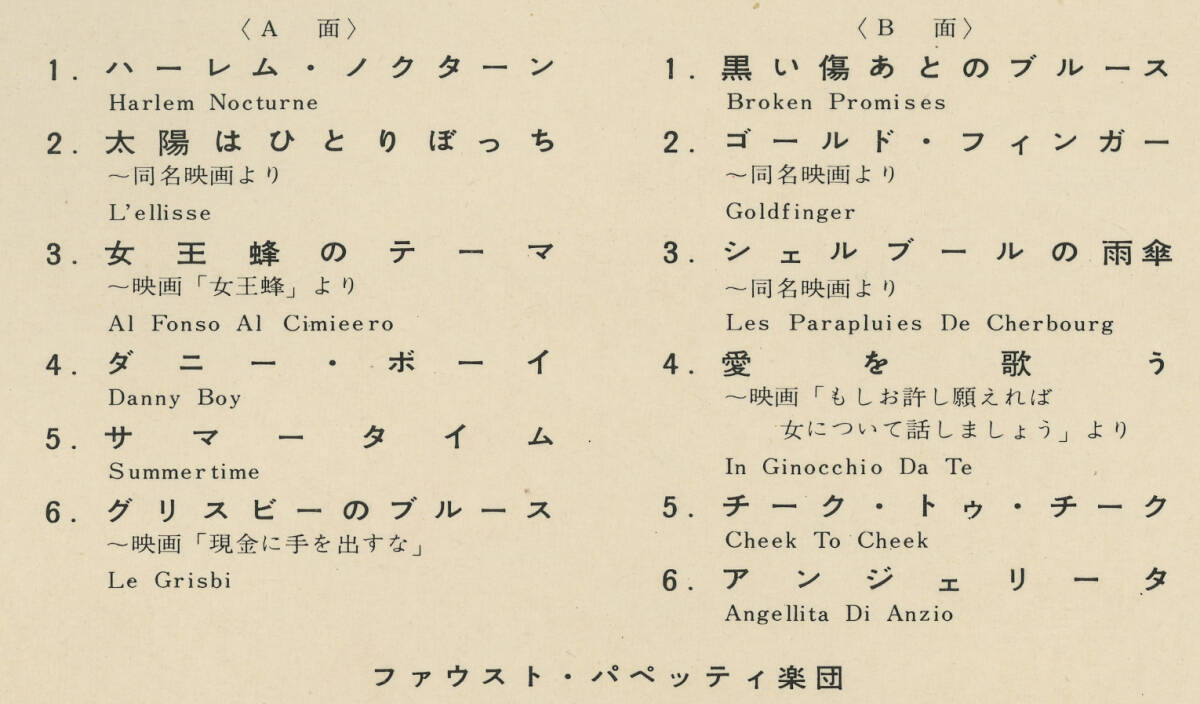 〈A 面〉
1. ハーレム・ノクターン
Harlem Nocturne
2. 太陽はひとりぼっち
～同名映画より
L'ellisse
3. 女王蜂のテーマ
～映画「女王蜂」より
Al Fonso Al Cimieero
4. ダニー・ボーイ
Danny Boy
5. サマータイム
Summertime
6. グリスビーのブルース
～映画「現金に手を出すな」
Le Grisbi
〈B 面〉
1. 黒い傷あとのブルース
Broken Promises
2. ゴールド・フィンガー
～同名映画より
Goldfinger
3. シェルブールの雨傘
～同名映画より
Les Parapluies De Cherbourg
4. 愛を歌う
～映画「もしお許し願えれば
女について話しましょう」より
In Ginocchio Da Te
5. チーク・トゥ・チーク
Cheek To Cheek
6. アンジェリータ
Angellita Di Anzio
ファウスト・パペッティ楽団